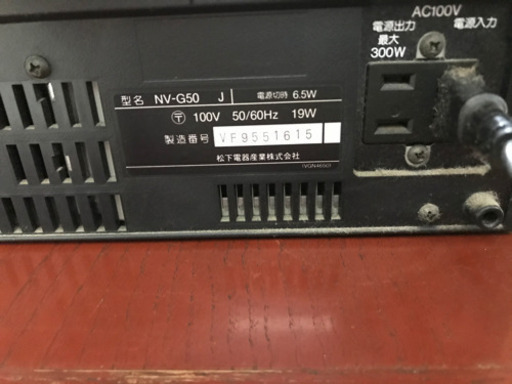 型名 NV-G50 J 電源切時 6.5W
〒 100V 50/60Hz 19W
製造番号 VF9551615
松下電器産業株式会社
AC100V
電源出力 電源入力
最大
300W